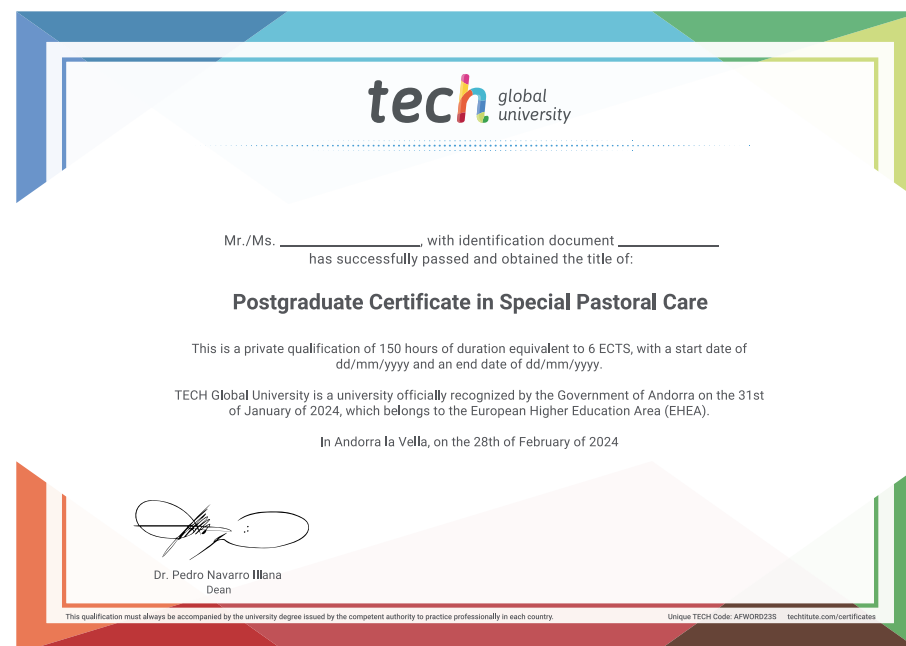 tech global university
Mr./Ms. ____________, with identification document ____________
has successfully passed and obtained the title of:
Postgraduate Certificate in Special Pastoral Care
This is a private qualification of 150 hours of duration equivalent to 6 ECTS, with a start date of
dd/mm/yyyy and an end date of dd/mm/yyyy.
TECH Global University is a university officially recognized by the Government of Andorra on the 31st
of January of 2024, which belongs to the European Higher Education Area (EHEA).
In Andorra la Vella, on the 28th of February of 2024
Dr. Pedro Navarro Illana
Dean
This qualification must always be accompanied by the university degree issued by the competent authority to practice professionally in each country.
Unique TECH Code: AFWORD23S techtitute.com/certificates